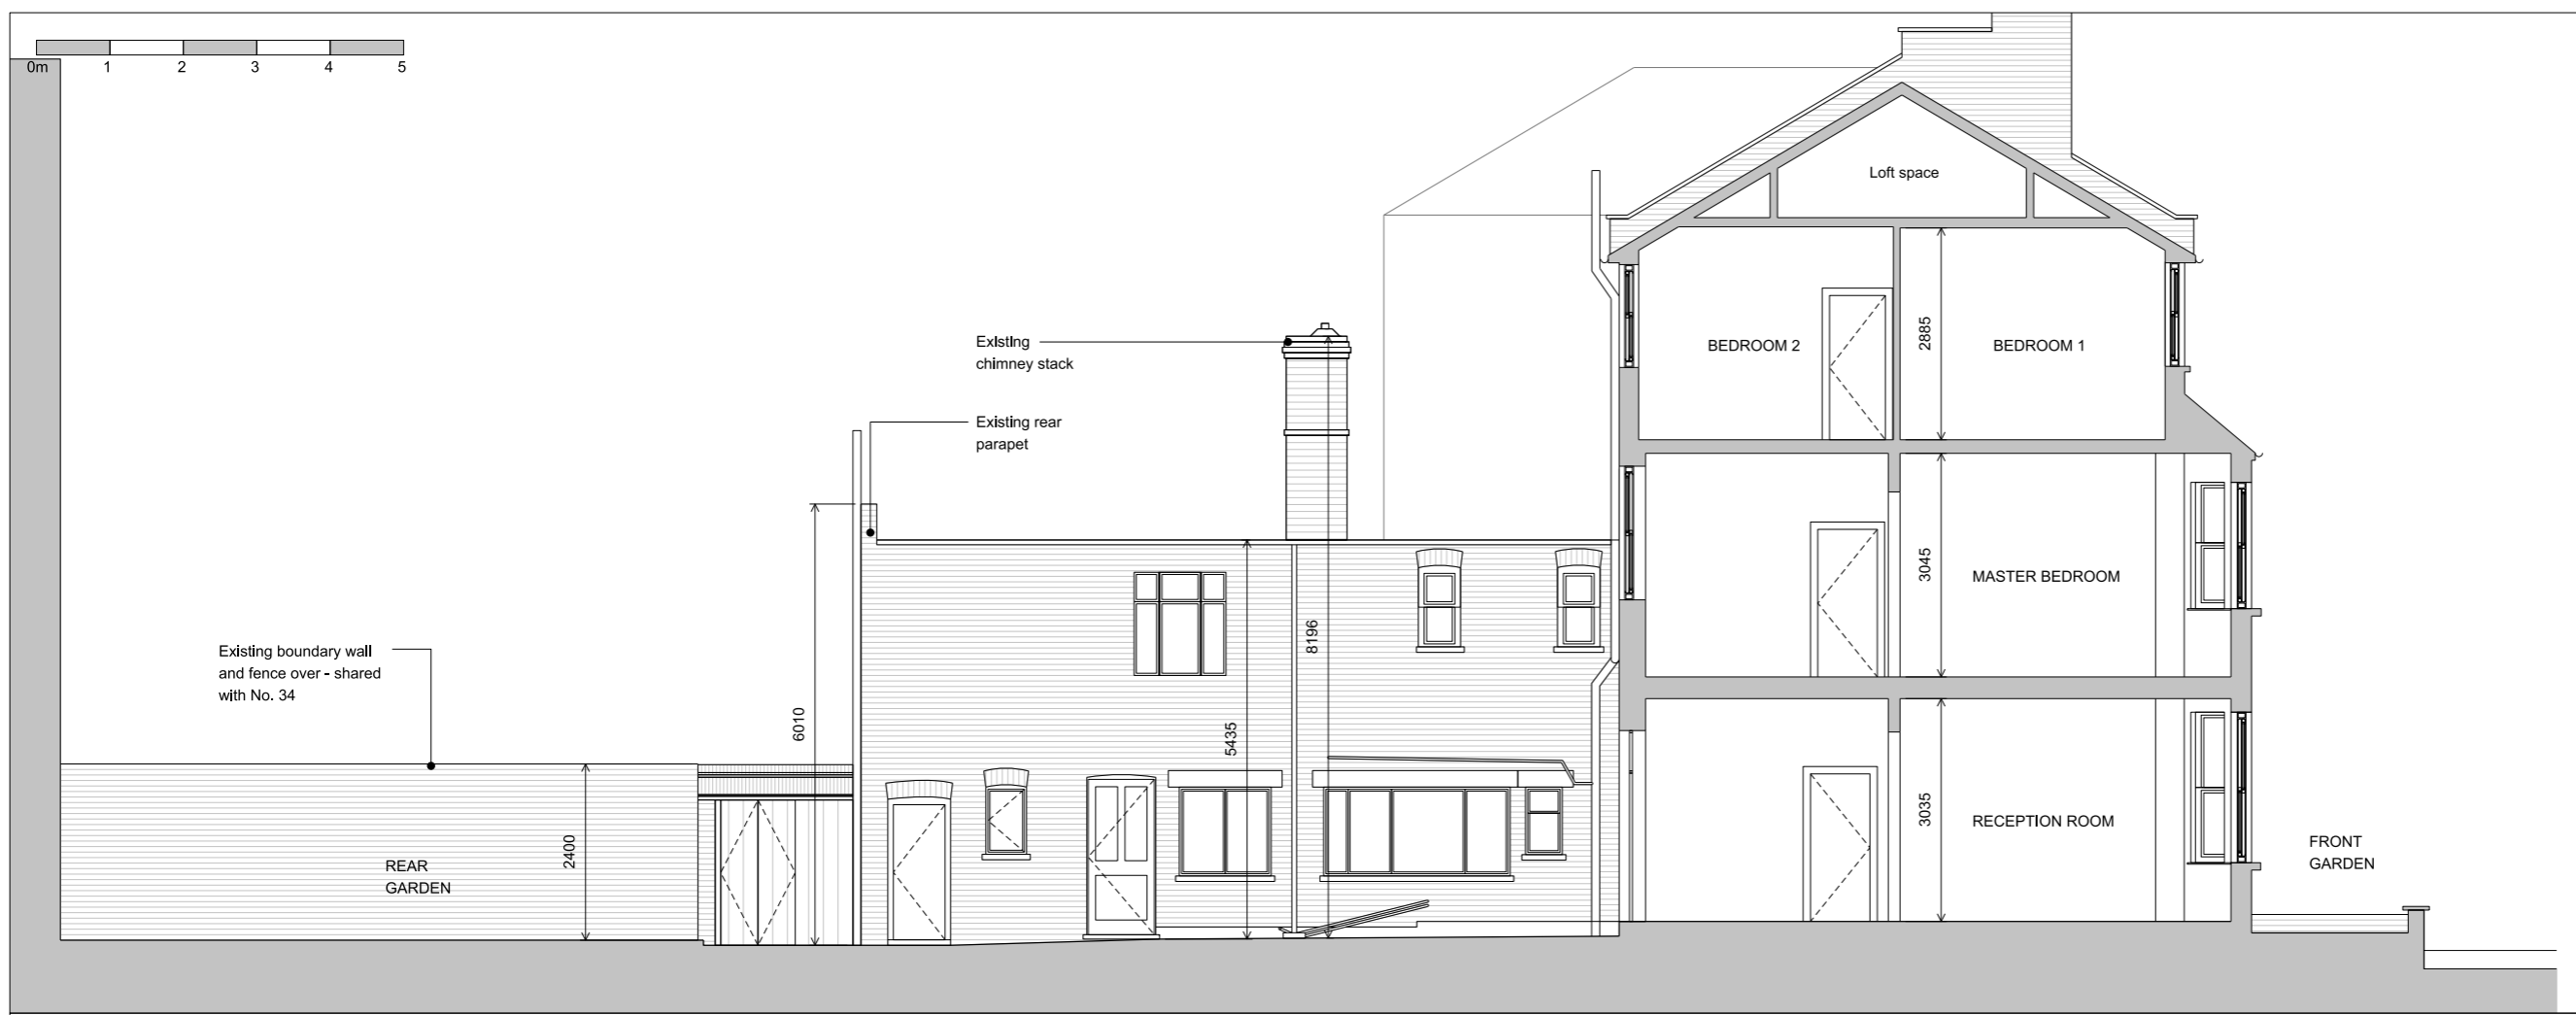 0m 1 2 3 4 5
Loft space
BEDROOM 2
2885
BEDROOM 1
Existing
chimney stack
Existing rear
parapet
3045
MASTER BEDROOM
8196
Existing boundary wall
and fence over - shared
with No. 34
6010
5435
2400
REAR
GARDEN
3035
RECEPTION ROOM
FRONT
GARDEN